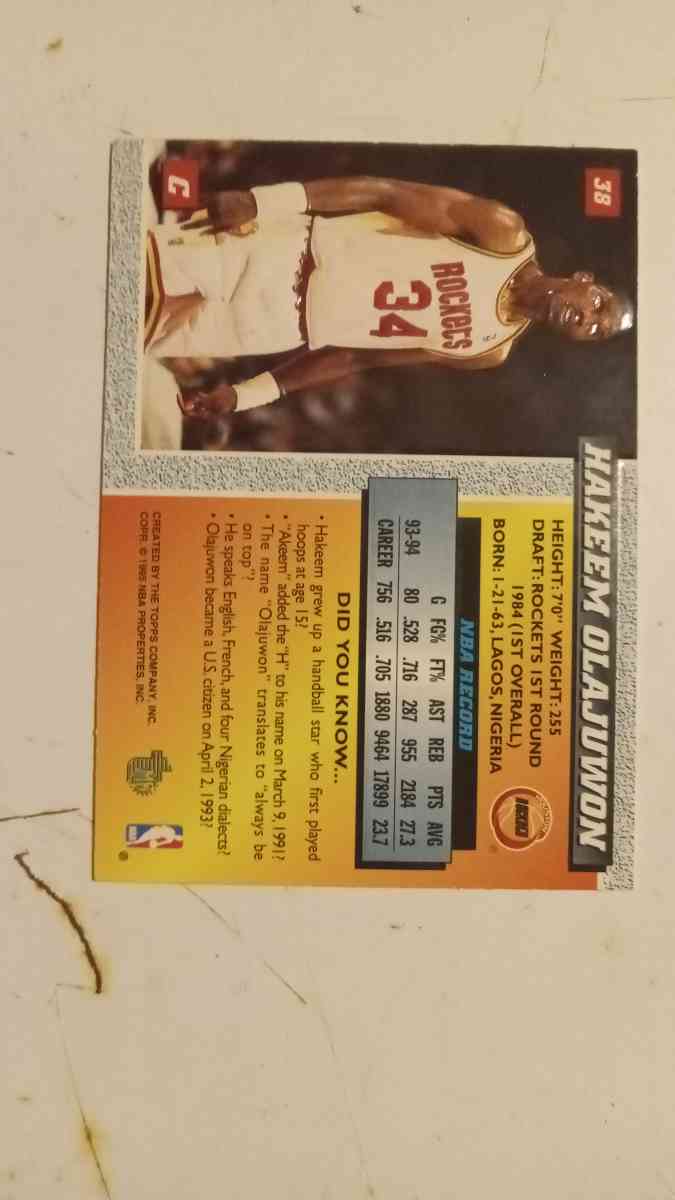 38
C
ROCKETS
34
HAKEEM OLAJUWON
HEIGHT: 7'0" WEIGHT: 255
DRAFT: ROCKETS 1ST ROUND
1984 (1ST OVERALL)
BORN: 1-21-63, LAGOS, NIGERIA
NBA RECORD
G FG% FT% AST REB PTS AVG
93-94 80 .528 .716 287 955 2184 27.3
CAREER 756 .516 .705 1880 9464 17899 23.7
DID YOU KNOW...
• Hakeem grew up a handball star who first played
hoops at age 15?
• "Akeem" added the "H" to his name on March 9, 1991?
• The name "Olajuwon" translates to "always be
on top"?
• He speaks English, French, and four Nigerian dialects?
• Olajuwon became a U.S. citizen on April 2, 1993?
CREATED BY THE TOPPS COMPANY, INC.
COPR. © 1995 NBA PROPERTIES, INC.